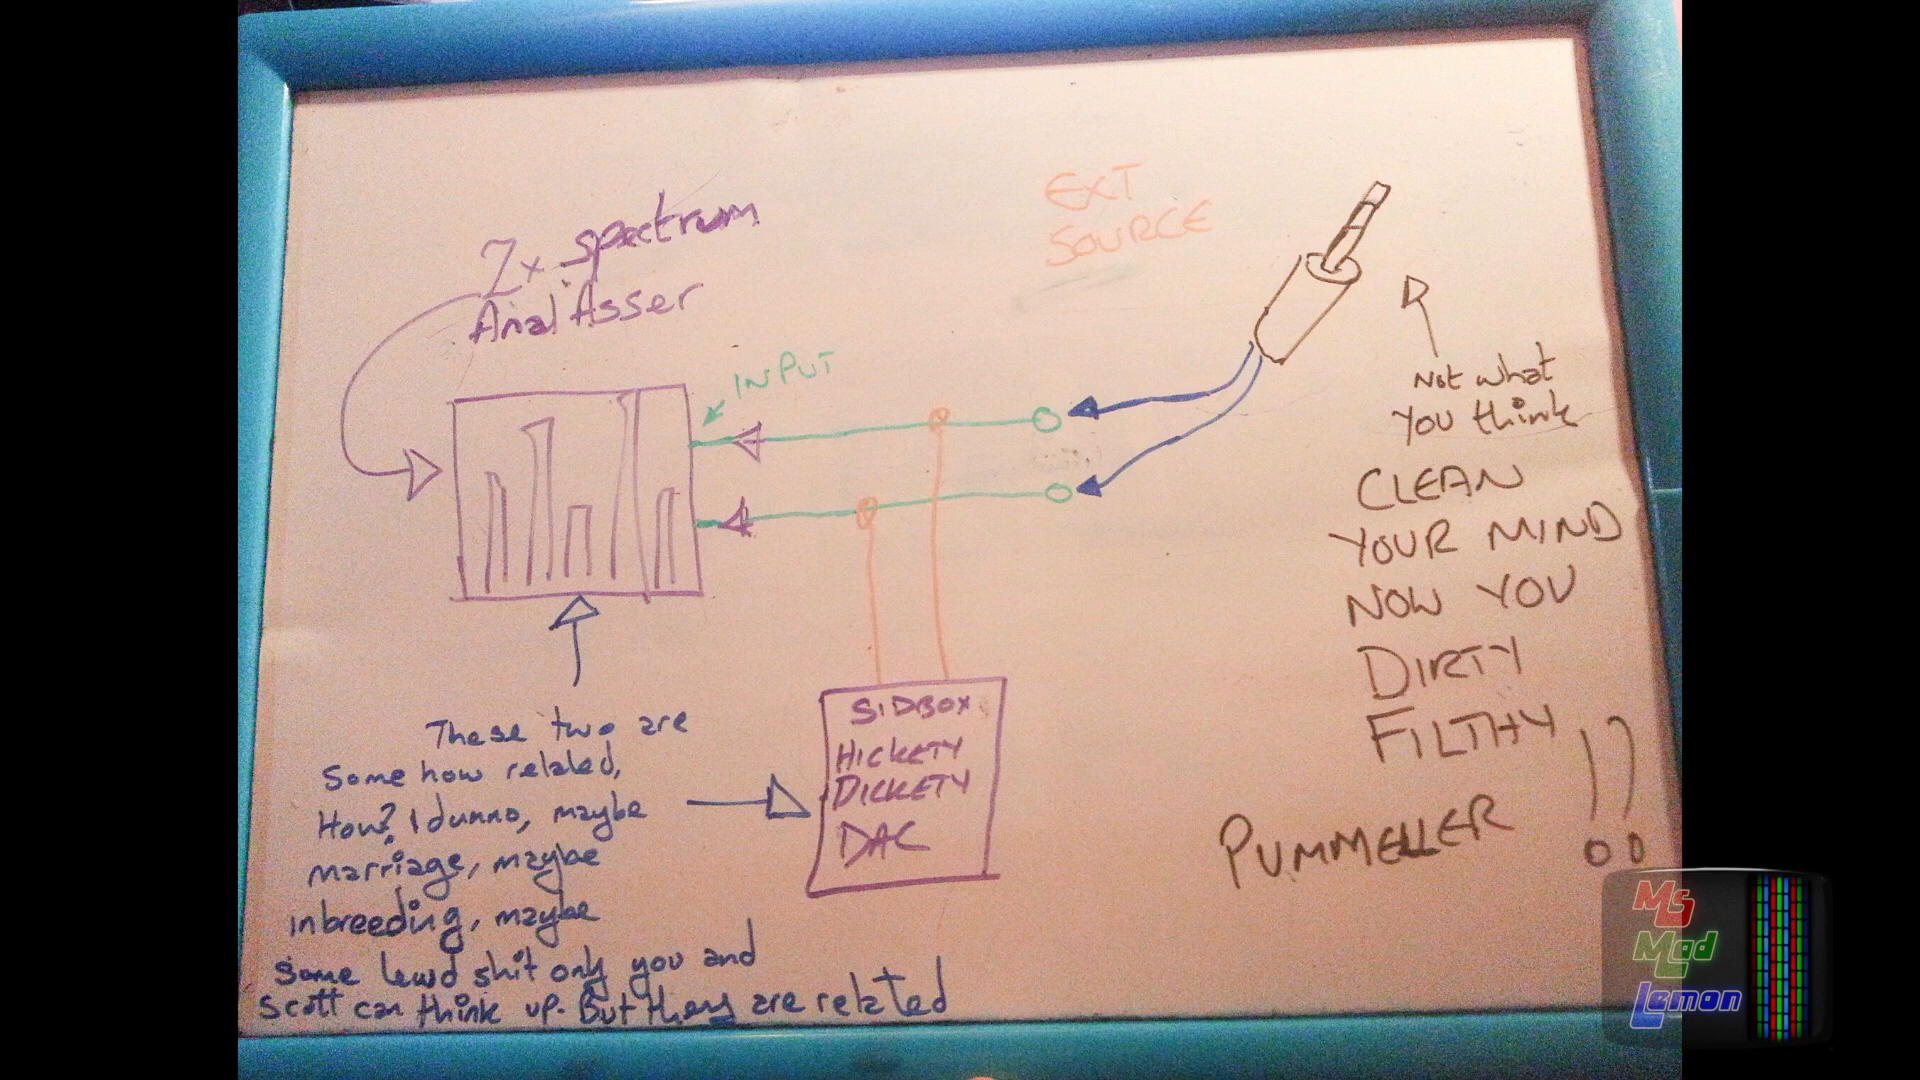 Zx spectrum
Anal Asser
EXT
SOURCE
INPUT
Not what
you think
CLEAN
YOUR MIND
NOW YOU
DIRTY
FILTHY
PUMMELLER !!
SIDBOX
HICKETY
DICKETY
DAC
These two are
Some how related,
How? I dunno, maybe
marriage, maybe
inbreeding, maybe
Some lewd shit only you and
Scott can think up. But they are related
Ms
Mad
Lemon